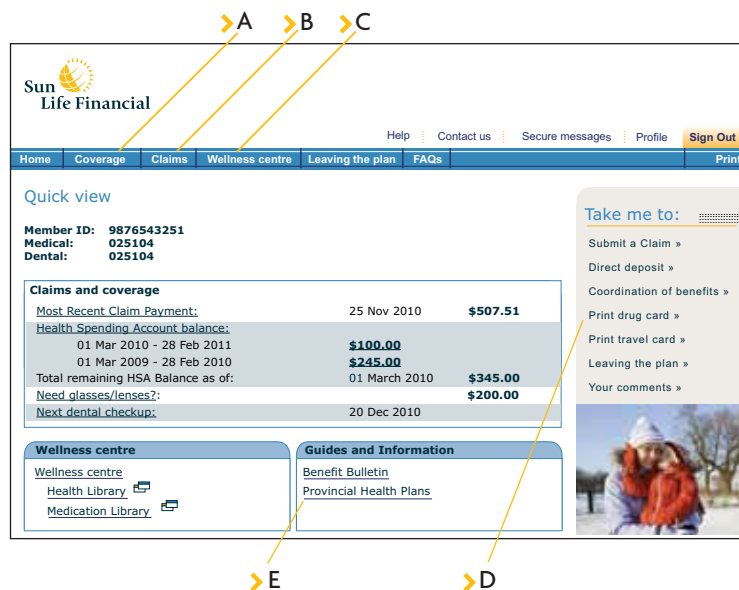 A B C
Sun
Life Financial
Help Contact us Secure messages Profile Sign Out
Home Coverage Claims Wellness centre Leaving the plan FAQs Print
Quick view
Member ID: 9876543251
Medical: 025104
Dental: 025104
Claims and coverage
Most Recent Claim Payment: 25 Nov 2010 $507.51
Health Spending Account balance:
01 Mar 2010 - 28 Feb 2011 $100.00
01 Mar 2009 - 28 Feb 2010 $245.00
Total remaining HSA Balance as of: 01 March 2010 $345.00
Need glasses/lenses?: $200.00
Next dental checkup: 20 Dec 2010
Wellness centre
Wellness centre
Health Library
Medication Library
Guides and Information
Benefit Bulletin
Provincial Health Plans
Take me to:
Submit a Claim »
Direct deposit »
Coordination of benefits »
Print drug card »
Print travel card »
Leaving the plan »
Your comments »
E D